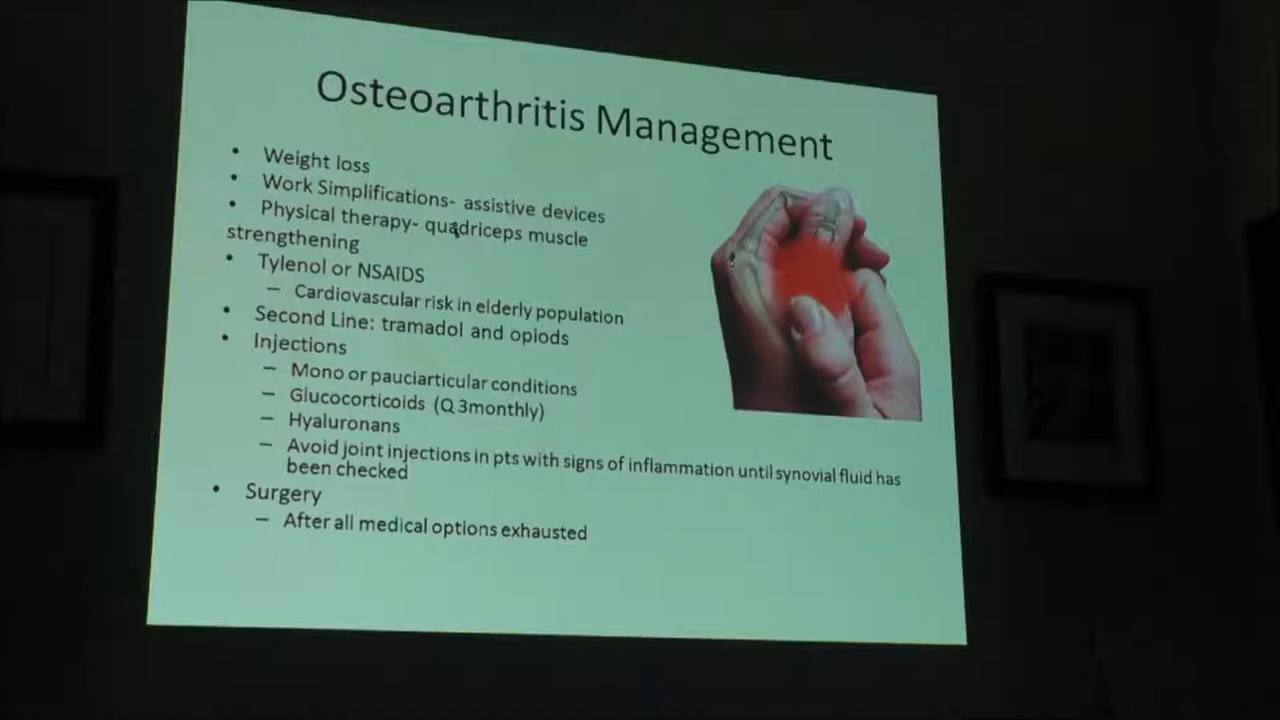 Osteoarthritis Management
• Weight loss
• Work Simplifications- assistive devices
• Physical therapy- quadriceps muscle
strengthening
• Tylenol or NSAIDS
– Cardiovascular risk in elderly population
• Second Line: tramadol and opiods
• Injections
– Mono or pauciarticular conditions
– Glucocorticoids (Q 3monthly)
– Hyaluronans
– Avoid joint injections in pts with signs of inflammation until synovial fluid has
been checked
• Surgery
– After all medical options exhausted